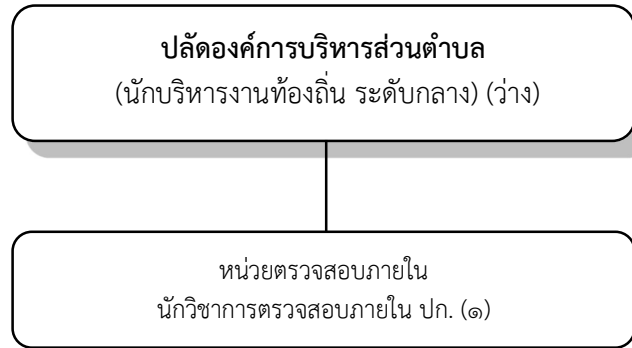 ปลัดองค์การบริหารส่วนตำบล
(นักบริหารงานท้องถิ่น ระดับกลาง) (ว่าง)
หน่วยตรวจสอบภายใน
นักวิชาการตรวจสอบภายใน ปก. (๑)